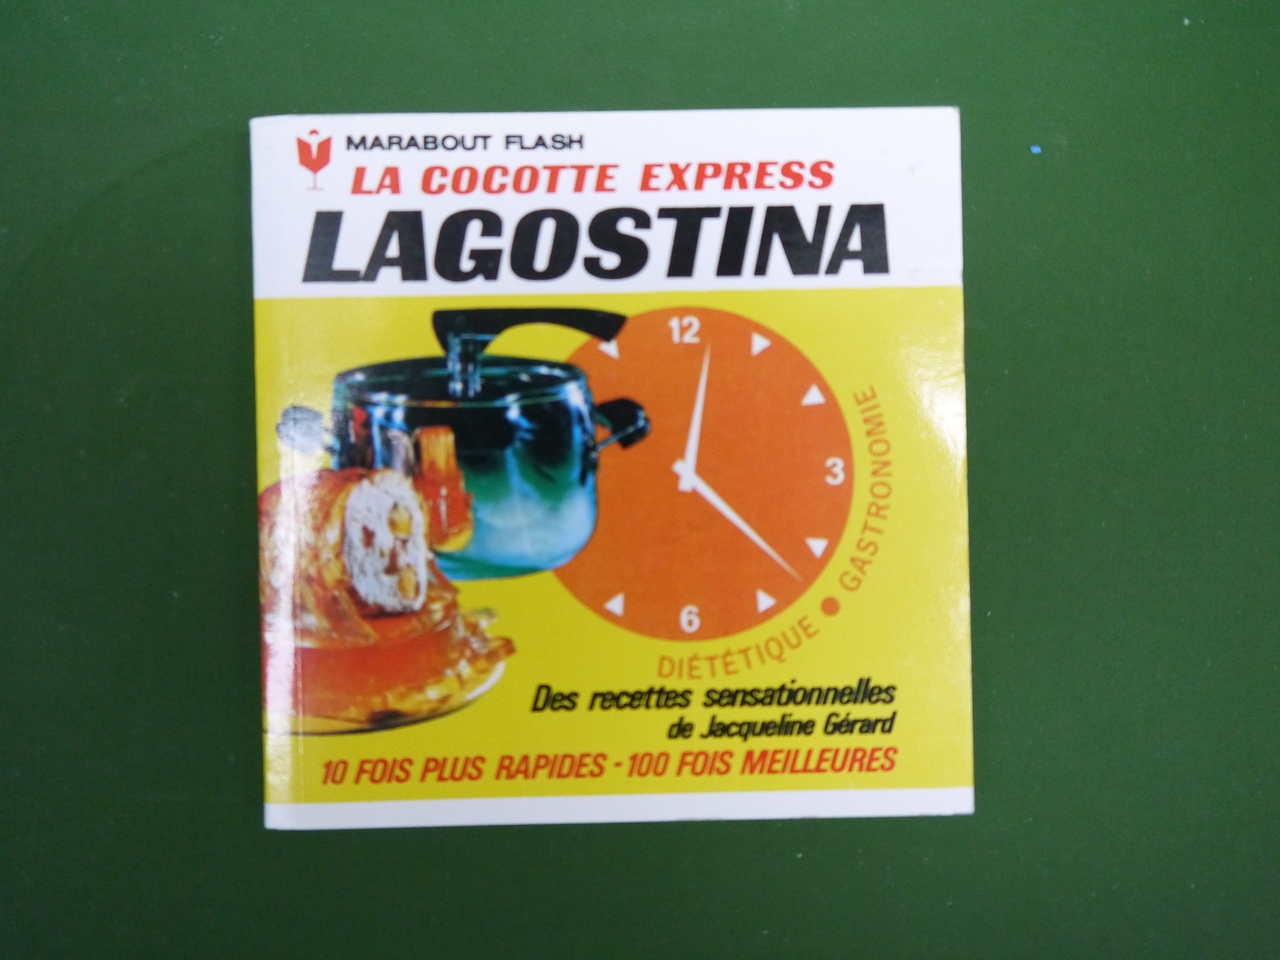 MARABOUT FLASH
LA COCOTTE EXPRESS
LAGOSTINA
12
3
6
DIÉTÉTIQUE ● GASTRONOMIE
Des recettes sensationnelles
de Jacqueline Gérard
10 FOIS PLUS RAPIDES - 100 FOIS MEILLEURES